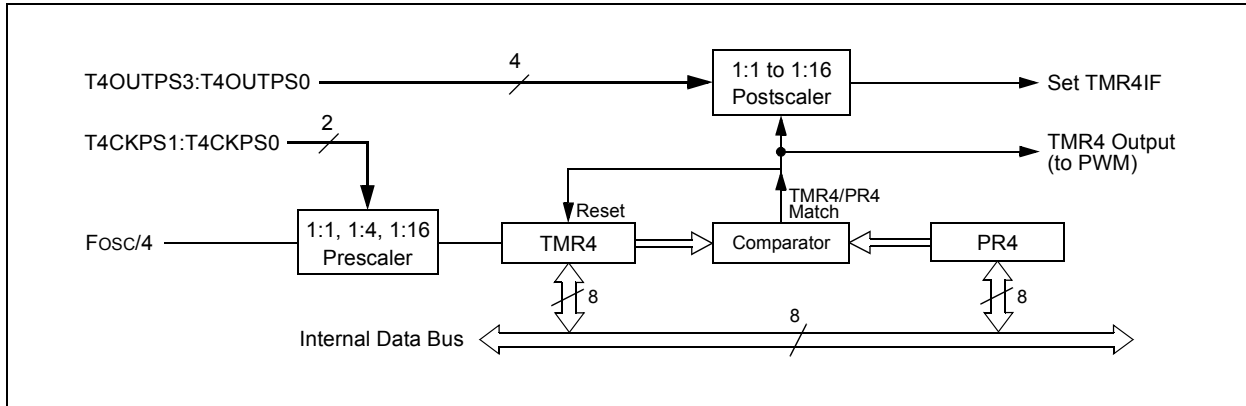 T4OUTPS3:T4OUTPS0
4
1:1 to 1:16
Postscaler
Set TMR4IF
T4CKPS1:T4CKPS0
2
TMR4 Output
(to PWM)
TMR4/PR4
Match
Reset
FOSC/4
1:1, 1:4, 1:16
Prescaler
TMR4
Comparator
PR4
8
8
Internal Data Bus
8